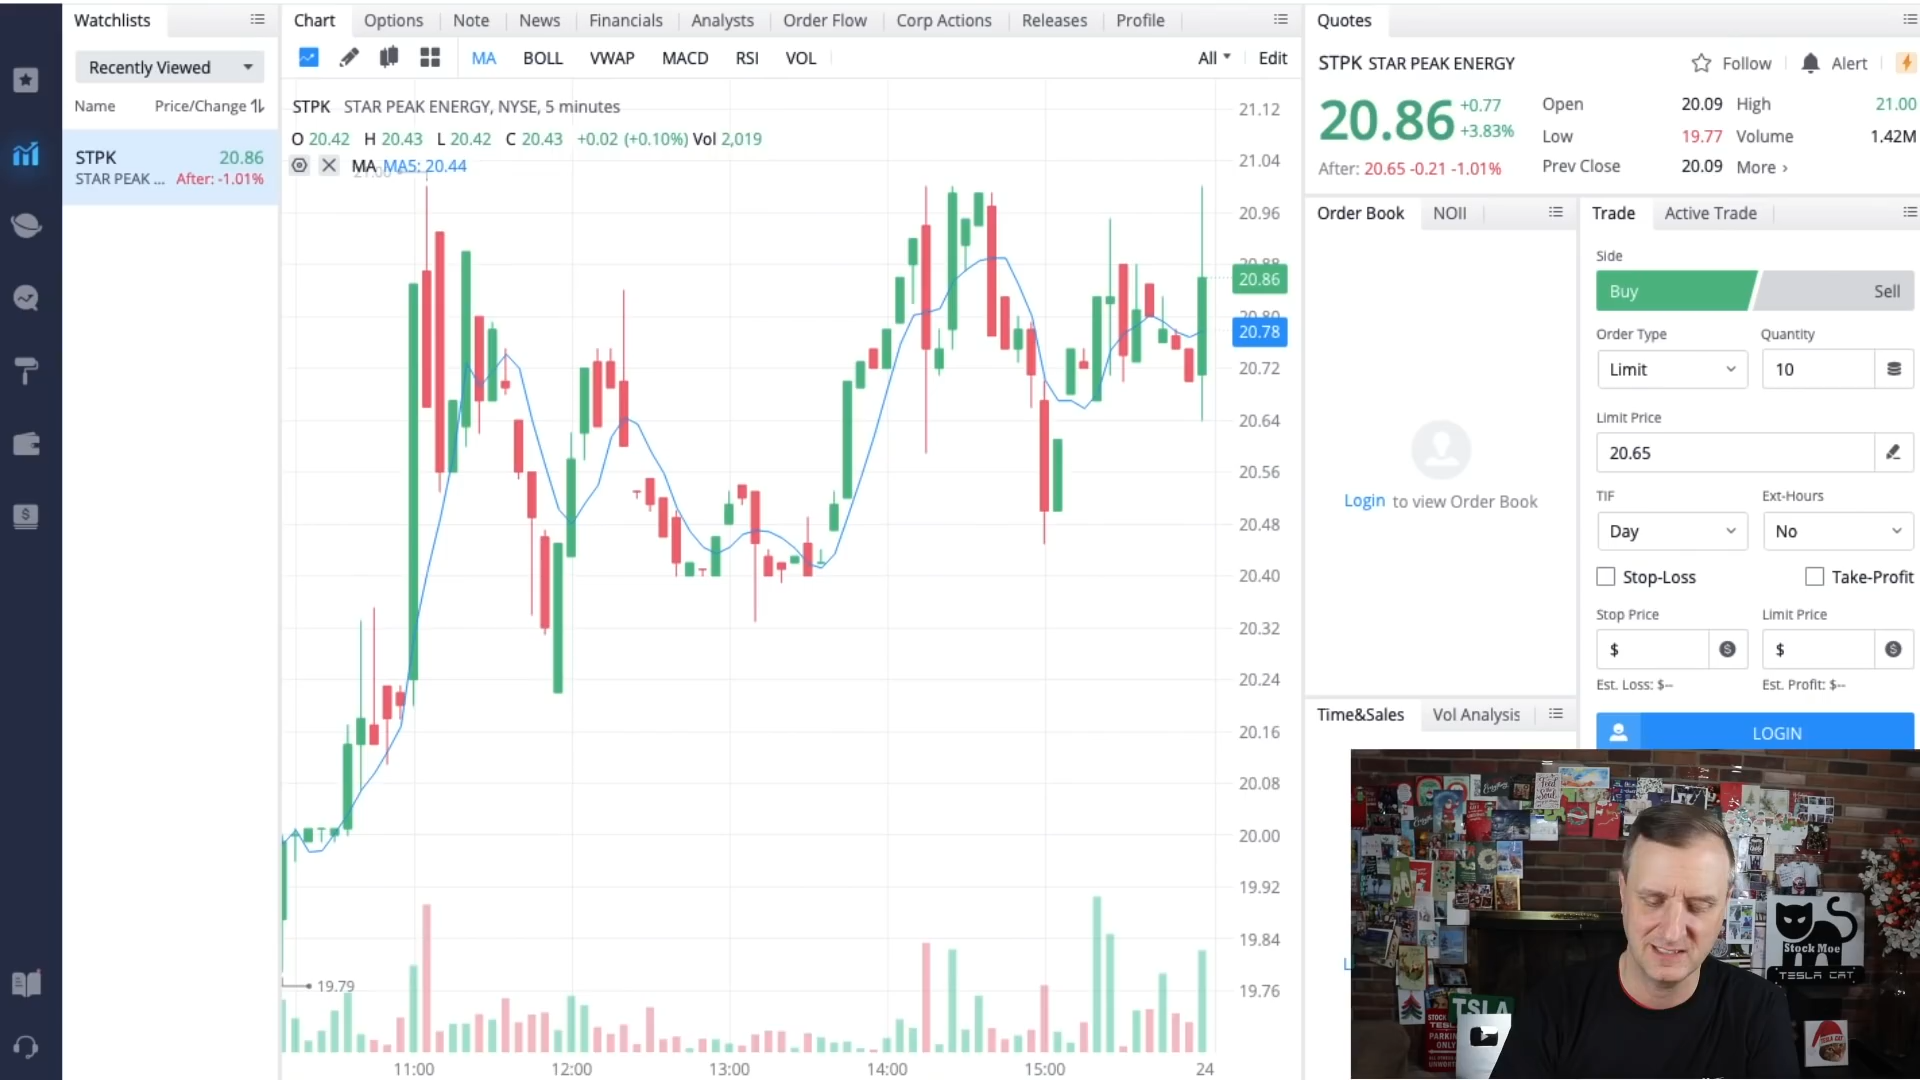 Watchlists
Recently Viewed
Name Price/Change
STPK 20.86
STAR PEAK ... After: -1.01%
Chart Options Note News Financials Analysts Order Flow Corp Actions Releases Profile
MA BOLL VWAP MACD RSI VOL All Edit
STPK STAR PEAK ENERGY, NYSE, 5 minutes
O 20.42 H 20.43 L 20.42 C 20.43 +0.02 (+0.10%) Vol 2,019
MA MA5: 20.44
21.12
21.04
20.96
20.88
20.86
20.80
20.78
20.72
20.64
20.56
20.48
20.40
20.32
20.24
20.16
20.08
20.00
19.92
19.84
19.76
19.79
11:00 12:00 13:00 14:00 15:00 24
Quotes
STPK STAR PEAK ENERGY Follow Alert
20.86 +0.77 +3.83%
After: 20.65 -0.21 -1.01%
Open 20.09 High 21.00
Low 19.77 Volume 1.42M
Prev Close 20.09 More >
Order Book NOII
Login to view Order Book
Time&Sales Vol Analysis
Trade Active Trade
Side
Buy Sell
Order Type Quantity
Limit 10
Limit Price
20.65
TIF Ext-Hours
Day No
Stop-Loss Take-Profit
Stop Price Limit Price
$ $
Est. Loss: $-- Est. Profit: $--
LOGIN
Stock Moe
TESLA CAT
TSLA